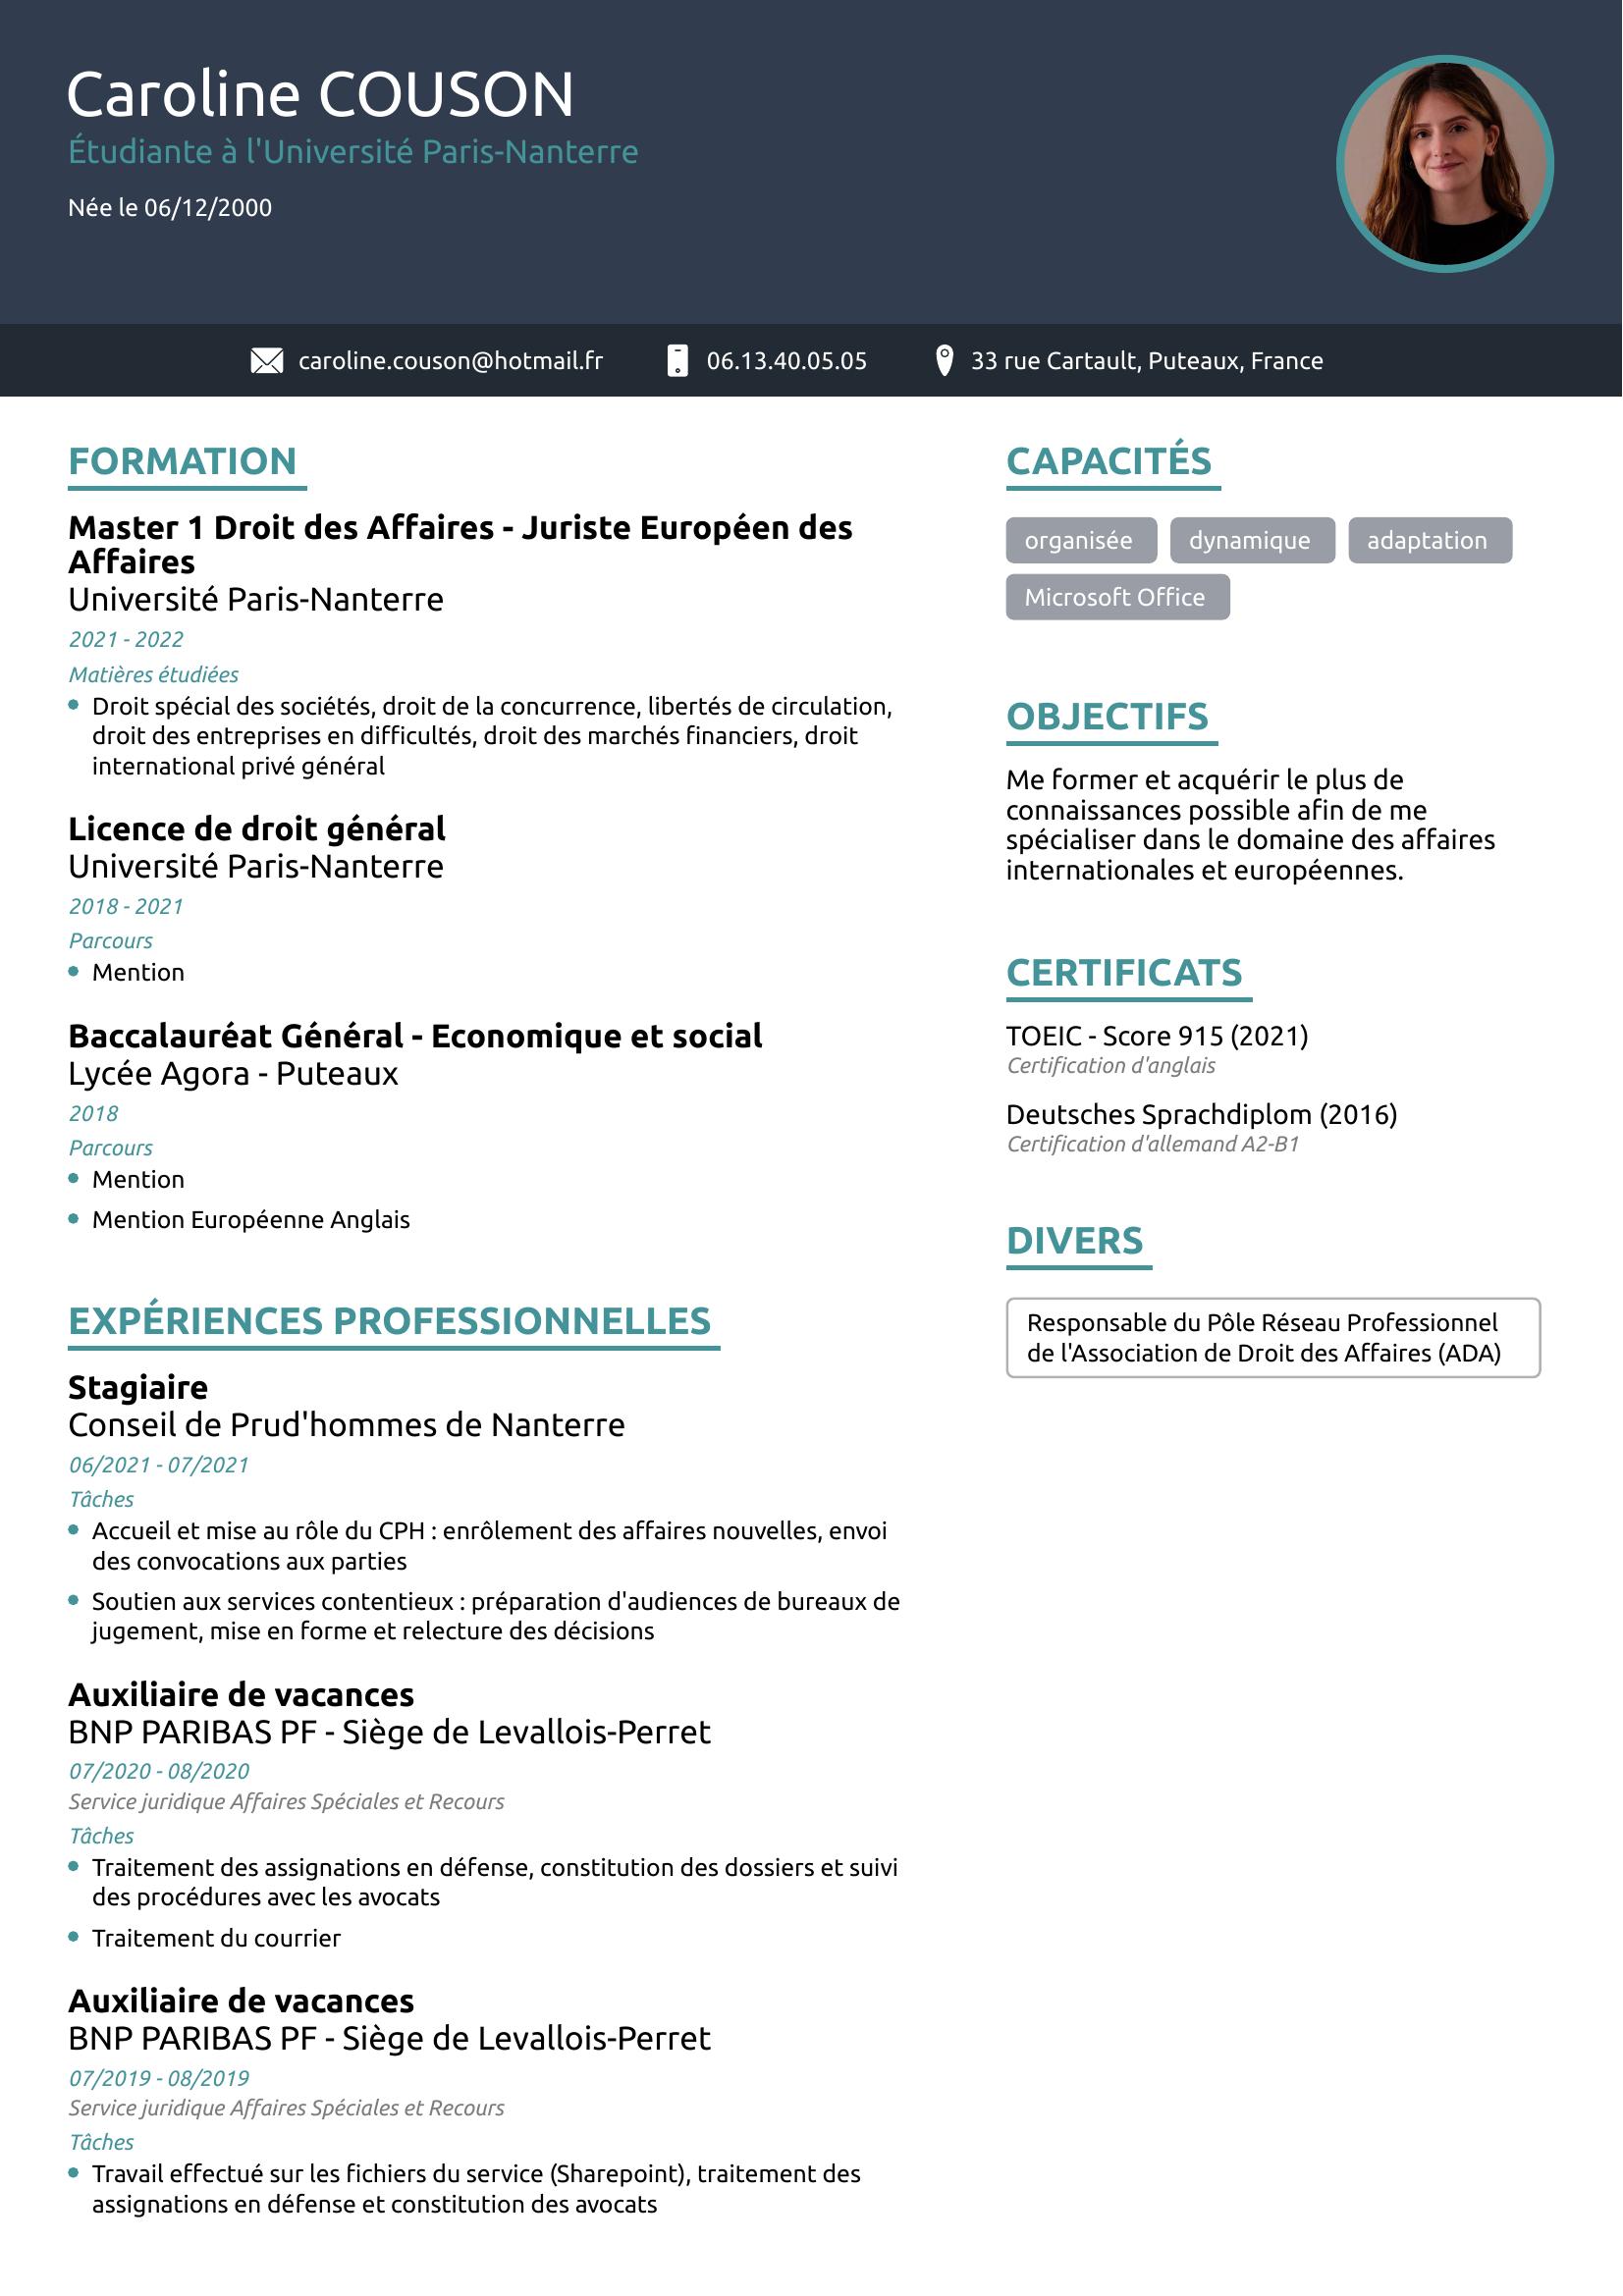 Caroline COUSON
Étudiante à l'Université Paris-Nanterre
Née le 06/12/2000
caroline.couson@hotmail.fr
06.13.40.05.05
33 rue Cartault, Puteaux, France
FORMATION
Master 1 Droit des Affaires - Juriste Européen des
Affaires
Université Paris-Nanterre
2021 - 2022
Matières étudiées
Droit spécial des sociétés, droit de la concurrence, libertés de circulation,
droit des entreprises en difficultés, droit des marchés financiers, droit
international privé général
Licence de droit général
Université Paris-Nanterre
2018 - 2021
Parcours
Mention
Baccalauréat Général - Economique et social
Lycée Agora - Puteaux
2018
Parcours
Mention
Mention Européenne Anglais
EXPÉRIENCES PROFESSIONNELLES
Stagiaire
Conseil de Prud'hommes de Nanterre
06/2021 - 07/2021
Tâches
Accueil et mise au rôle du CPH : enrôlement des affaires nouvelles, envoi
des convocations aux parties
Soutien aux services contentieux : préparation d'audiences de bureaux de
jugement, mise en forme et relecture des décisions
Auxiliaire de vacances
BNP PARIBAS PF - Siège de Levallois-Perret
07/2020 - 08/2020
Service juridique Affaires Spéciales et Recours
Tâches
Traitement des assignations en défense, constitution des dossiers et suivi
des procédures avec les avocats
Traitement du courrier
Auxiliaire de vacances
BNP PARIBAS PF - Siège de Levallois-Perret
07/2019 - 08/2019
Service juridique Affaires Spéciales et Recours
Tâches
Travail effectué sur les fichiers du service (Sharepoint), traitement des
assignations en défense et constitution des avocats
CAPACITÉS
organisée
dynamique
adaptation
Microsoft Office
OBJECTIFS
Me former et acquérir le plus de
connaissances possible afin de me
spécialiser dans le domaine des affaires
internationales et européennes.
CERTIFICATS
TOEIC - Score 915 (2021)
Certification d'anglais
Deutsches Sprachdiplom (2016)
Certification d'allemand A2-B1
DIVERS
Responsable du Pôle Réseau Professionnel
de l'Association de Droit des Affaires (ADA)